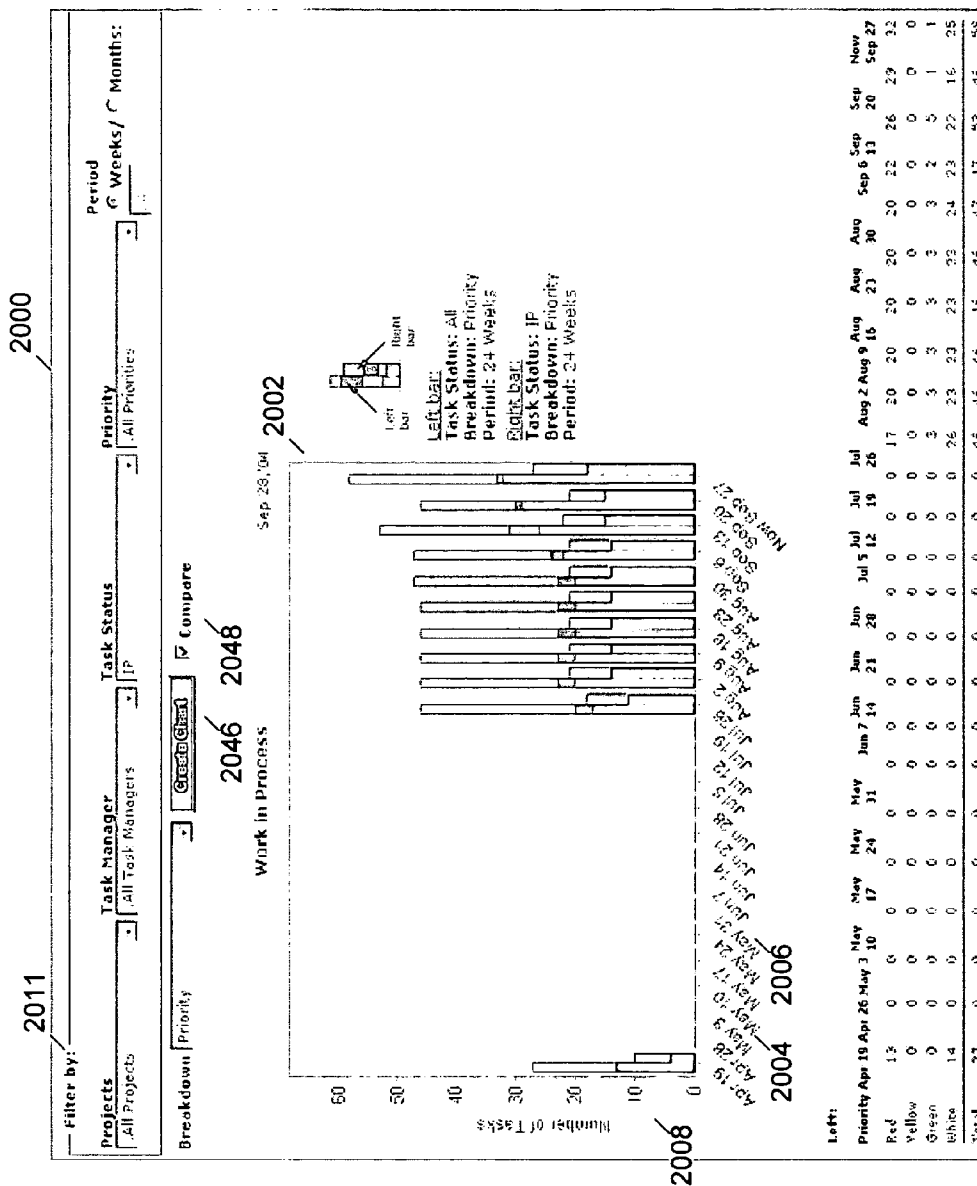 2000
2011
Filter by:
Projects Task Manager Task Status Priority Period
All Projects All Task Managers IP All Priorities Weeks/ Months:
Breakdown Priority Create Chart Compare
2046 2048
Work in Process
Sep 28, '04
2002
Number of Tasks
60
50
40
30
20
10
0
2008
Left bar
Right bar
Left bar:
Task Status: All
Breakdown: Priority
Period: 24 Weeks
Right bar:
Task Status: IP
Breakdown: Priority
Period: 24 Weeks
Apr 19 Apr 26 May 3 May 10 May 17 May 24 May 31 Jun 7 Jun 14 Jun 21 Jun 28 Jul 5 Jul 12 Jul 19 Jul 26 Aug 2 Aug 9 Aug 16 Aug 23 Aug 30 Sep 6 Sep 13 Sep 20 Now Sep 27
2004 2006
Left:
Priority Apr 19 Apr 26 May 3 May 10 May 17 May 24 May 31 Jun 7 Jun 14 Jun 21 Jun 28 Jul 5 Jul 12 Jul 19 Jul 26 Aug 2 Aug 9 Aug 16 Aug 23 Aug 30 Sep 6 Sep 13 Sep 20 Now Sep 27
Red 13 0 0 0 0 0 0 0 0 0 0 0 0 0 17 20 20 20 20 20 22 26 29 32
Yellow 0 0 0 0 0 0 0 0 0 0 0 0 0 0 0 0 0 0 0 0 0 0 0 0
Green 0 0 0 0 0 0 0 0 0 0 0 0 0 0 3 3 3 3 3 3 2 5 1 1
White 14 0 0 0 0 0 0 0 0 0 0 0 0 0 26 23 23 23 23 24 23 22 16 25
Total